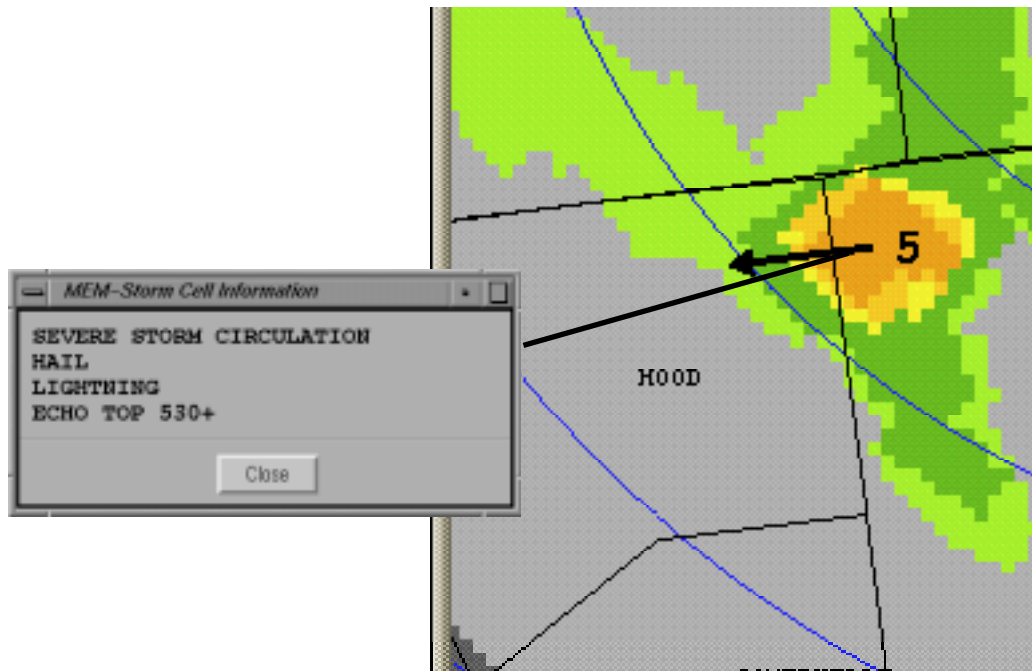 MEM-Storm Cell Information
SEVERE STORM CIRCULATION
HAIL
LIGHTNING
ECHO TOP 530+
Close
5
HOOD